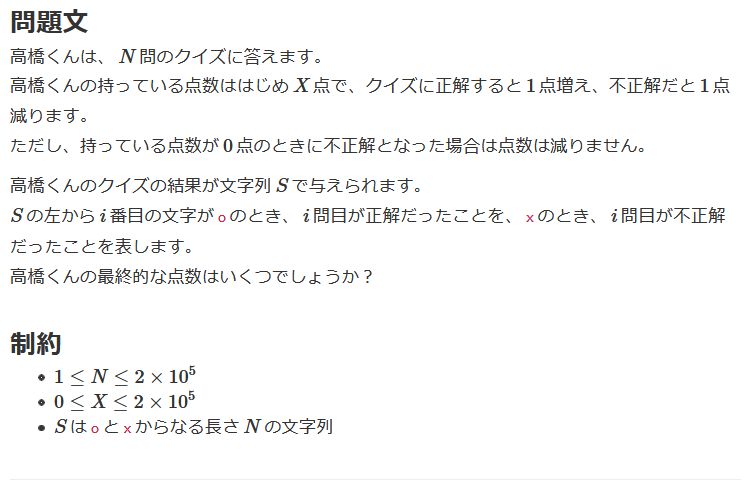 問題文
高橋くんは、 N 問のクイズに答えます。
高橋くんの持っている点数ははじめ X 点で、クイズに正解すると 1 点増え、不正解だと 1 点
減ります。
ただし、持っている点数が 0 点のときに不正解となった場合は点数は減りません。
高橋くんのクイズの結果が文字列 S で与えられます。
S の左から i 番目の文字が o のとき、 i 問目が正解だったことを、 x のとき、 i 問目が不正解
だったことを表します。
高橋くんの最終的な点数はいくつでしょうか？
制約
• 1 ≤ N ≤ 2 × 10⁵
• 0 ≤ X ≤ 2 × 10⁵
• S は o と x からなる長さ N の文字列